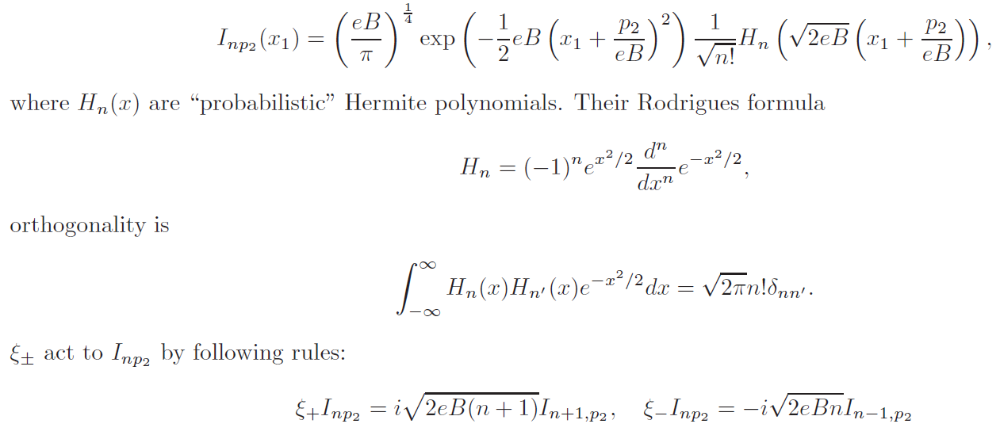 $I_{np_2}(x_1) = \left(\frac{eB}{\pi}\right)^{\frac{1}{4}} \exp\left(-\frac{1}{2}eB\left(x_1 + \frac{p_2}{eB}\right)^2\right) \frac{1}{\sqrt{n!}} H_n\left(\sqrt{2eB}\left(x_1 + \frac{p_2}{eB}\right)\right),$
where $H_n(x)$ are “probabilistic” Hermite polynomials. Their Rodrigues formula
$H_n = (-1)^n e^{x^2/2} \frac{d^n}{dx^n} e^{-x^2/2},$
orthogonality is
$\int_{-\infty}^{\infty} H_n(x) H_{n'}(x) e^{-x^2/2} dx = \sqrt{2\pi} n! \delta_{nn'}.$
$\xi_{\pm}$ act to $I_{np_2}$ by following rules:
$\xi_+ I_{np_2} = i\sqrt{2eB(n+1)} I_{n+1,p_2}, \quad \xi_- I_{np_2} = -i\sqrt{2eBn} I_{n-1,p_2}$